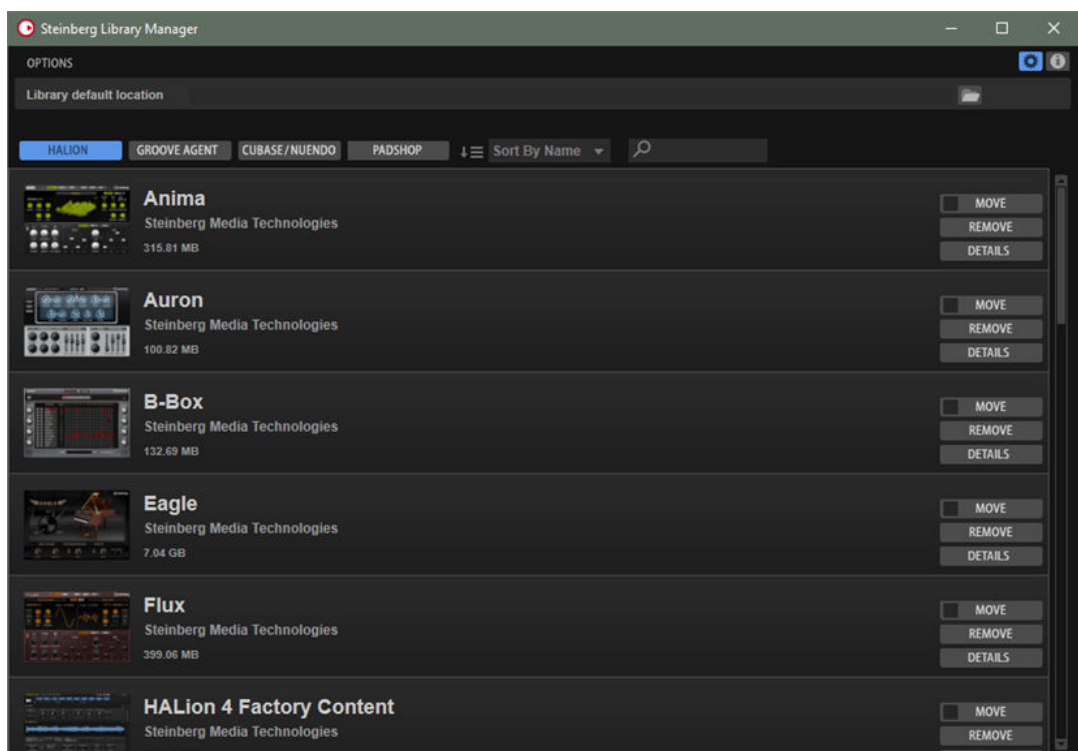 Steinberg Library Manager
OPTIONS
Library default location
HALION GROOVE AGENT CUBASE/NUENDO PADSHOP Sort By Name
Anima
Steinberg Media Technologies
315.81 MB
MOVE
REMOVE
DETAILS
Auron
Steinberg Media Technologies
100.82 MB
MOVE
REMOVE
DETAILS
B-Box
Steinberg Media Technologies
132.69 MB
MOVE
REMOVE
DETAILS
Eagle
Steinberg Media Technologies
7.04 GB
MOVE
REMOVE
DETAILS
Flux
Steinberg Media Technologies
399.06 MB
MOVE
REMOVE
DETAILS
HALion 4 Factory Content
Steinberg Media Technologies
MOVE
REMOVE